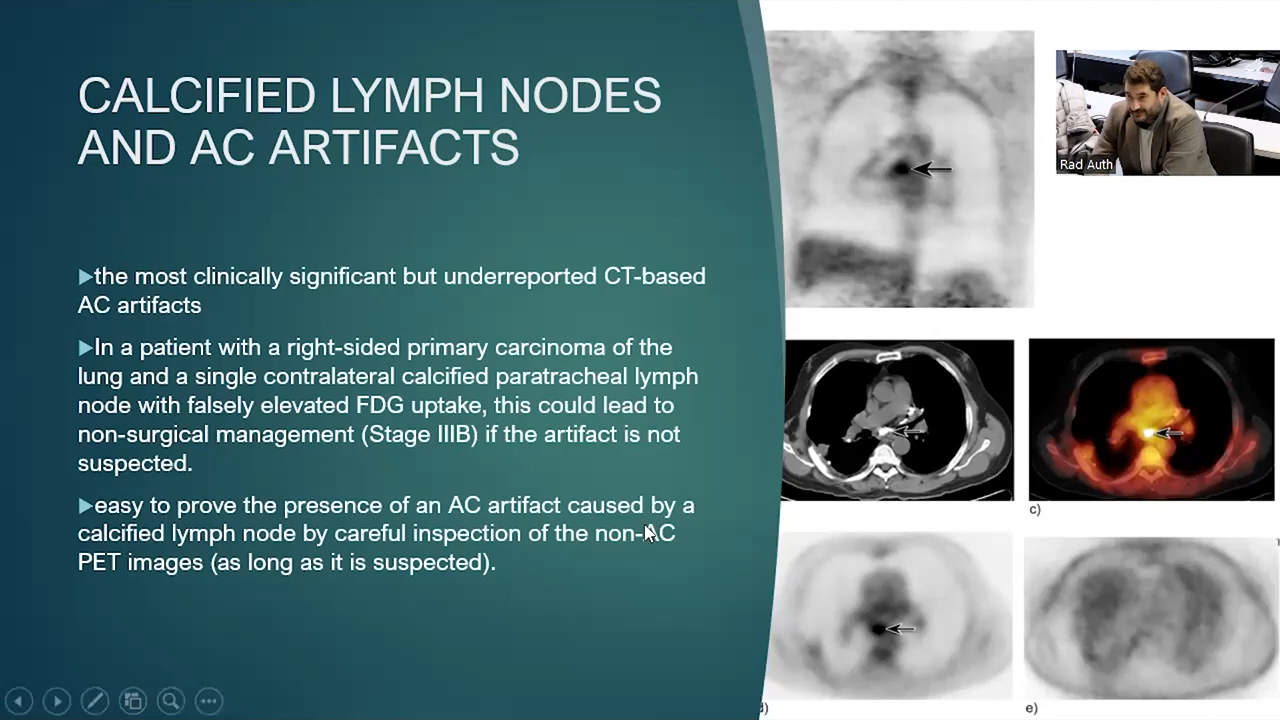 CALCIFIED LYMPH NODES
AND AC ARTIFACTS
the most clinically significant but underreported CT-based
AC artifacts
In a patient with a right-sided primary carcinoma of the
lung and a single contralateral calcified paratracheal lymph
node with falsely elevated FDG uptake, this could lead to
non-surgical management (Stage IIIB) if the artifact is not
suspected.
easy to prove the presence of an AC artifact caused by a
calcified lymph node by careful inspection of the non-AC
PET images (as long as it is suspected).
Rad Auth
c)
d)
e)